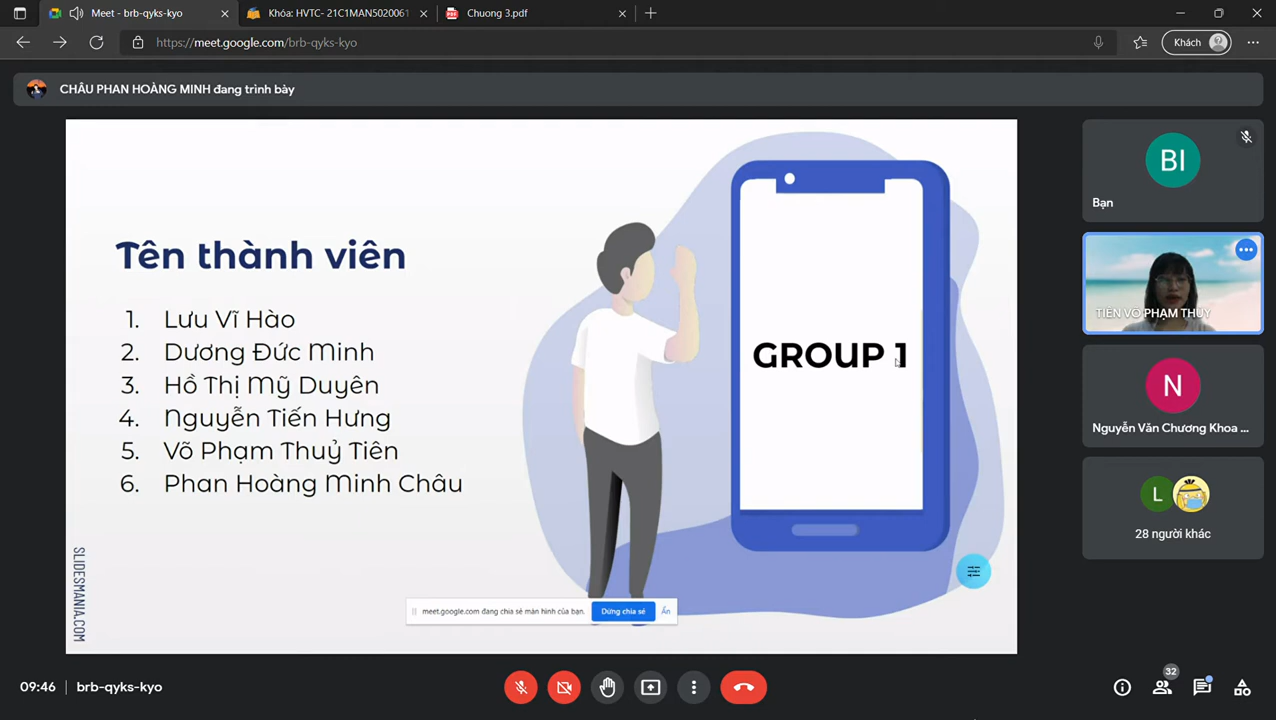 Meet - brb-qyks-kyo
Khóa: HVTC- 21C1MAN5020061
Chuong 3.pdf
https://meet.google.com/brb-qyks-kyo
Khách
CHÂU PHAN HOÀNG MINH đang trình bày
Tên thành viên
1. Lưu Vĩ Hào
2. Dương Đức Minh
3. Hồ Thị Mỹ Duyên
4. Nguyễn Tiến Hưng
5. Võ Phạm Thuỷ Tiên
6. Phan Hoàng Minh Châu
GROUP 1
SLIDESMANIA.COM
meet.google.com đang chia sẻ màn hình của bạn.
Dừng chia sẻ
Ẩn
BI
Bạn
TIÊN VÕ PHẠM THUỲ
N
Nguyễn Văn Chương Khoa ...
L
28 người khác
09:46 | brb-qyks-kyo
32